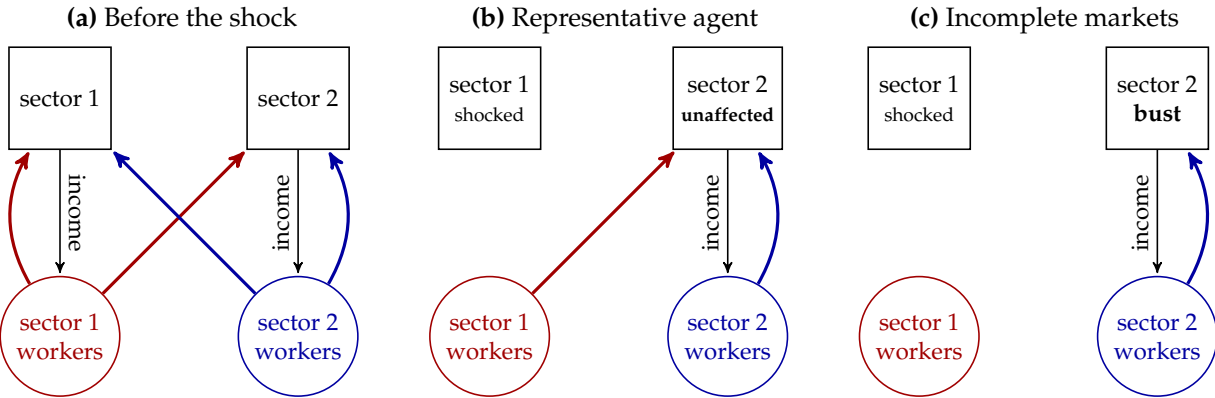 (a) Before the shock
sector 1
sector 2
income
income
sector 1
workers
sector 2
workers
(b) Representative agent
sector 1
shocked
sector 2
unaffected
income
sector 1
workers
sector 2
workers
(c) Incomplete markets
sector 1
shocked
sector 2
bust
income
sector 1
workers
sector 2
workers